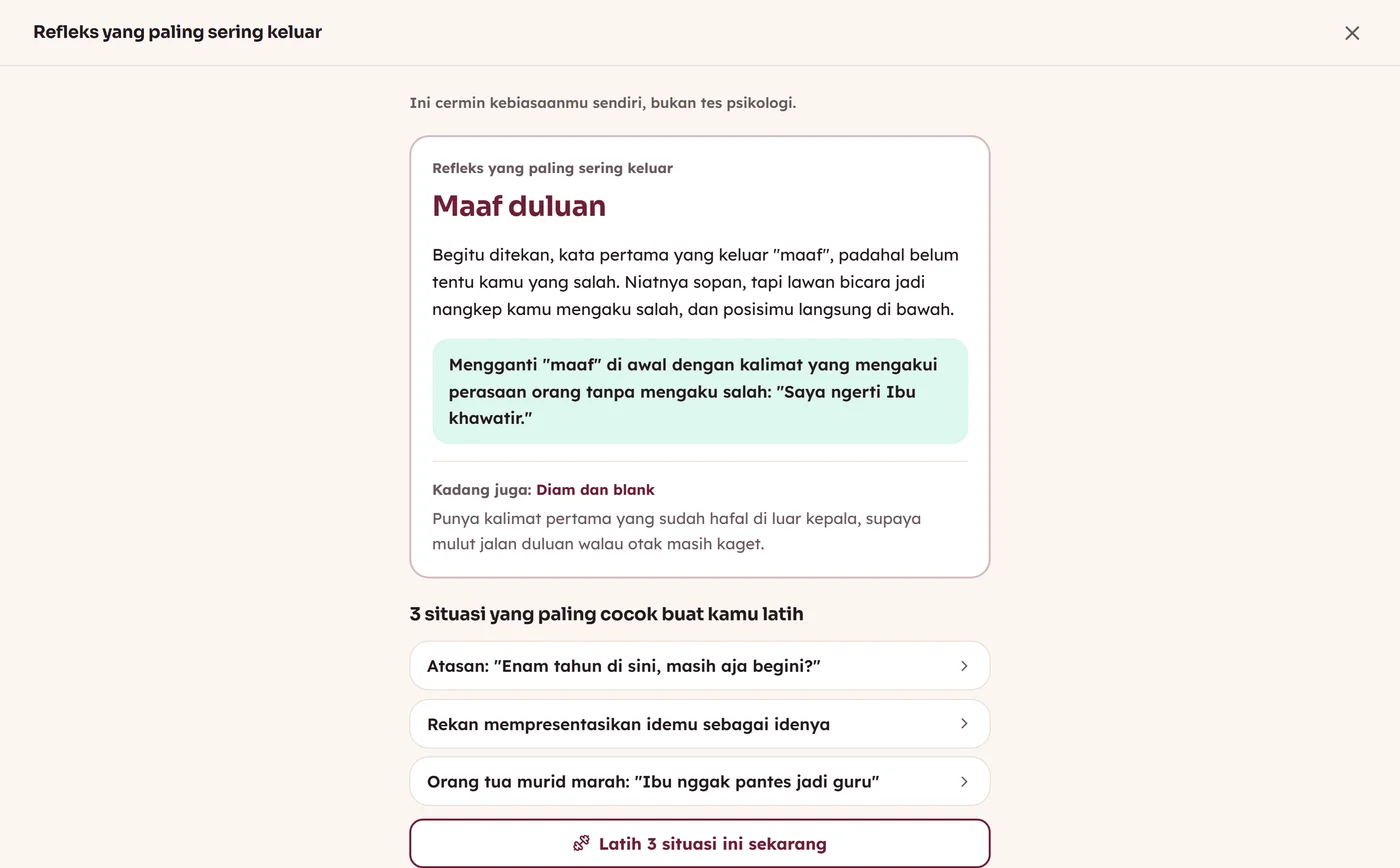 Refleks yang paling sering keluar
Ini cermin kebiasaanmu sendiri, bukan tes psikologi.
Refleks yang paling sering keluar
Maaf duluan
Begitu ditekan, kata pertama yang keluar "maaf", padahal belum
tentu kamu yang salah. Niatnya sopan, tapi lawan bicara jadi
nangkep kamu mengaku salah, dan posisimu langsung di bawah.
Mengganti "maaf" di awal dengan kalimat yang mengakui
perasaan orang tanpa mengaku salah: "Saya ngerti Ibu
khawatir."
Kadang juga: Diam dan blank
Punya kalimat pertama yang sudah hafal di luar kepala, supaya
mulut jalan duluan walau otak masih kaget.
3 situasi yang paling cocok buat kamu latih
Atasan: "Enam tahun di sini, masih aja begini?"
Rekan mempresentasikan idemu sebagai idenya
Orang tua murid marah: "Ibu nggak pantes jadi guru"
Latih 3 situasi ini sekarang